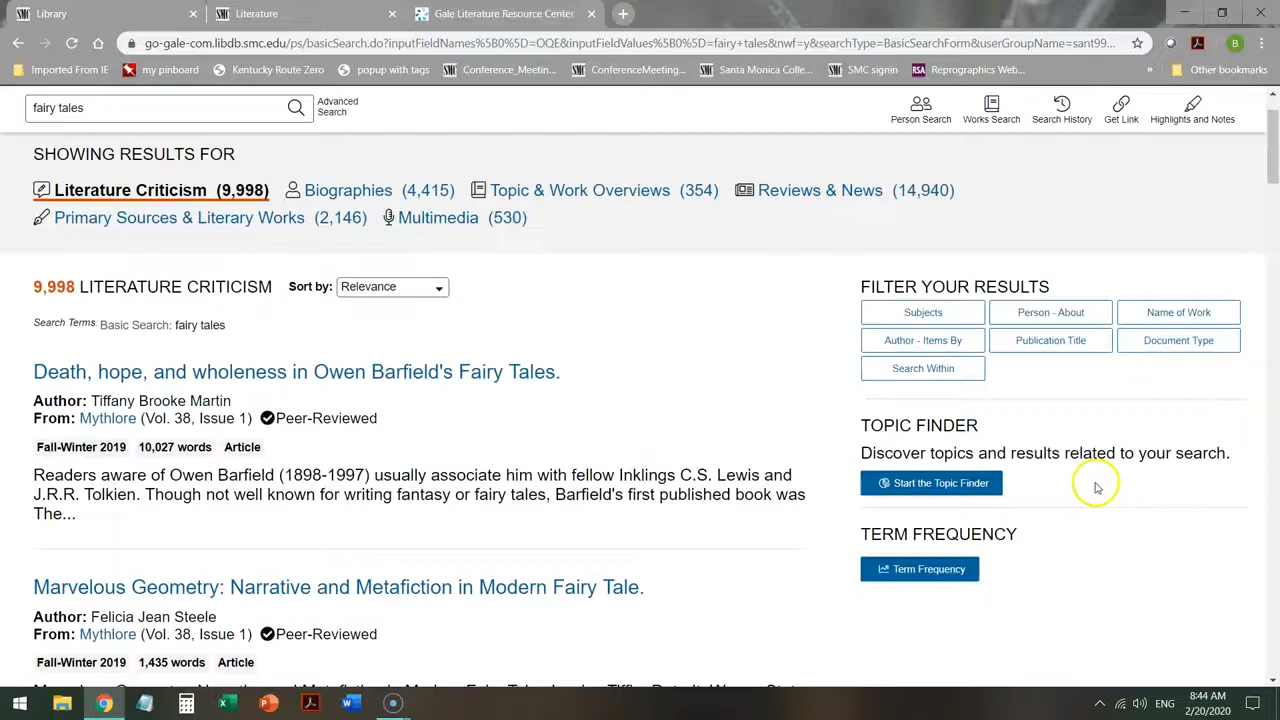 Library
Literature
Gale Literature Resource Center
go-gale-com.libdb.smc.edu/ps/basicSearch.do?inputFieldNames%5B0%5D=OQE&inputFieldValues%5B0%5D=fairy+tales&nwf=y&searchType=BasicSearchForm&userGroupName=sant99...
B
Imported From IE
my pinboard
Kentucky Route Zero
popup with tags
SMC Conference_Meetin...
SMC ConferenceMeeting...
SMC Santa Monica Colle...
SMC SMC signin
RSA Reprographics Web...
»
Other bookmarks
fairy tales
Advanced
Search
Person Search
Works Search
Search History
Get Link
Highlights and Notes
SHOWING RESULTS FOR
Literature Criticism (9,998) Biographies (4,415) Topic & Work Overviews (354) Reviews & News (14,940)
Primary Sources & Literary Works (2,146) Multimedia (530)
9,998 LITERATURE CRITICISM Sort by: Relevance
Search Terms: Basic Search: fairy tales
Death, hope, and wholeness in Owen Barfield's Fairy Tales.
Author: Tiffany Brooke Martin
From: Mythlore (Vol. 38, Issue 1) Peer-Reviewed
Fall-Winter 2019 10,027 words Article
Readers aware of Owen Barfield (1898-1997) usually associate him with fellow Inklings C.S. Lewis and
J.R.R. Tolkien. Though not well known for writing fantasy or fairy tales, Barfield's first published book was
The...
Marvelous Geometry: Narrative and Metafiction in Modern Fairy Tale.
Author: Felicia Jean Steele
From: Mythlore (Vol. 38, Issue 1) Peer-Reviewed
Fall-Winter 2019 1,435 words Article
FILTER YOUR RESULTS
Subjects Person - About Name of Work
Author - Items By Publication Title Document Type
Search Within
TOPIC FINDER
Discover topics and results related to your search.
Start the Topic Finder
TERM FREQUENCY
Term Frequency
ENG
8:44 AM
2/20/2020